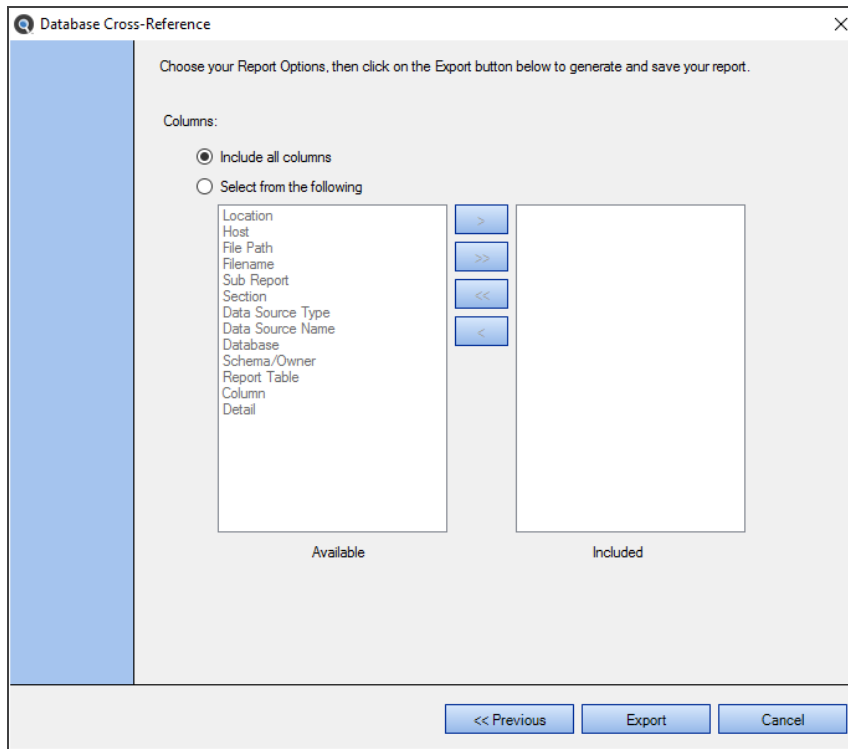 Database Cross-Reference
Choose your Report Options, then click on the Export button below to generate and save your report.
Columns:
Include all columns
Select from the following
Location
Host
File Path
Filename
Sub Report
Section
Data Source Type
Data Source Name
Database
Schema/Owner
Report Table
Column
Detail
>
>>
<<
<
Available
Included
<< Previous
Export
Cancel